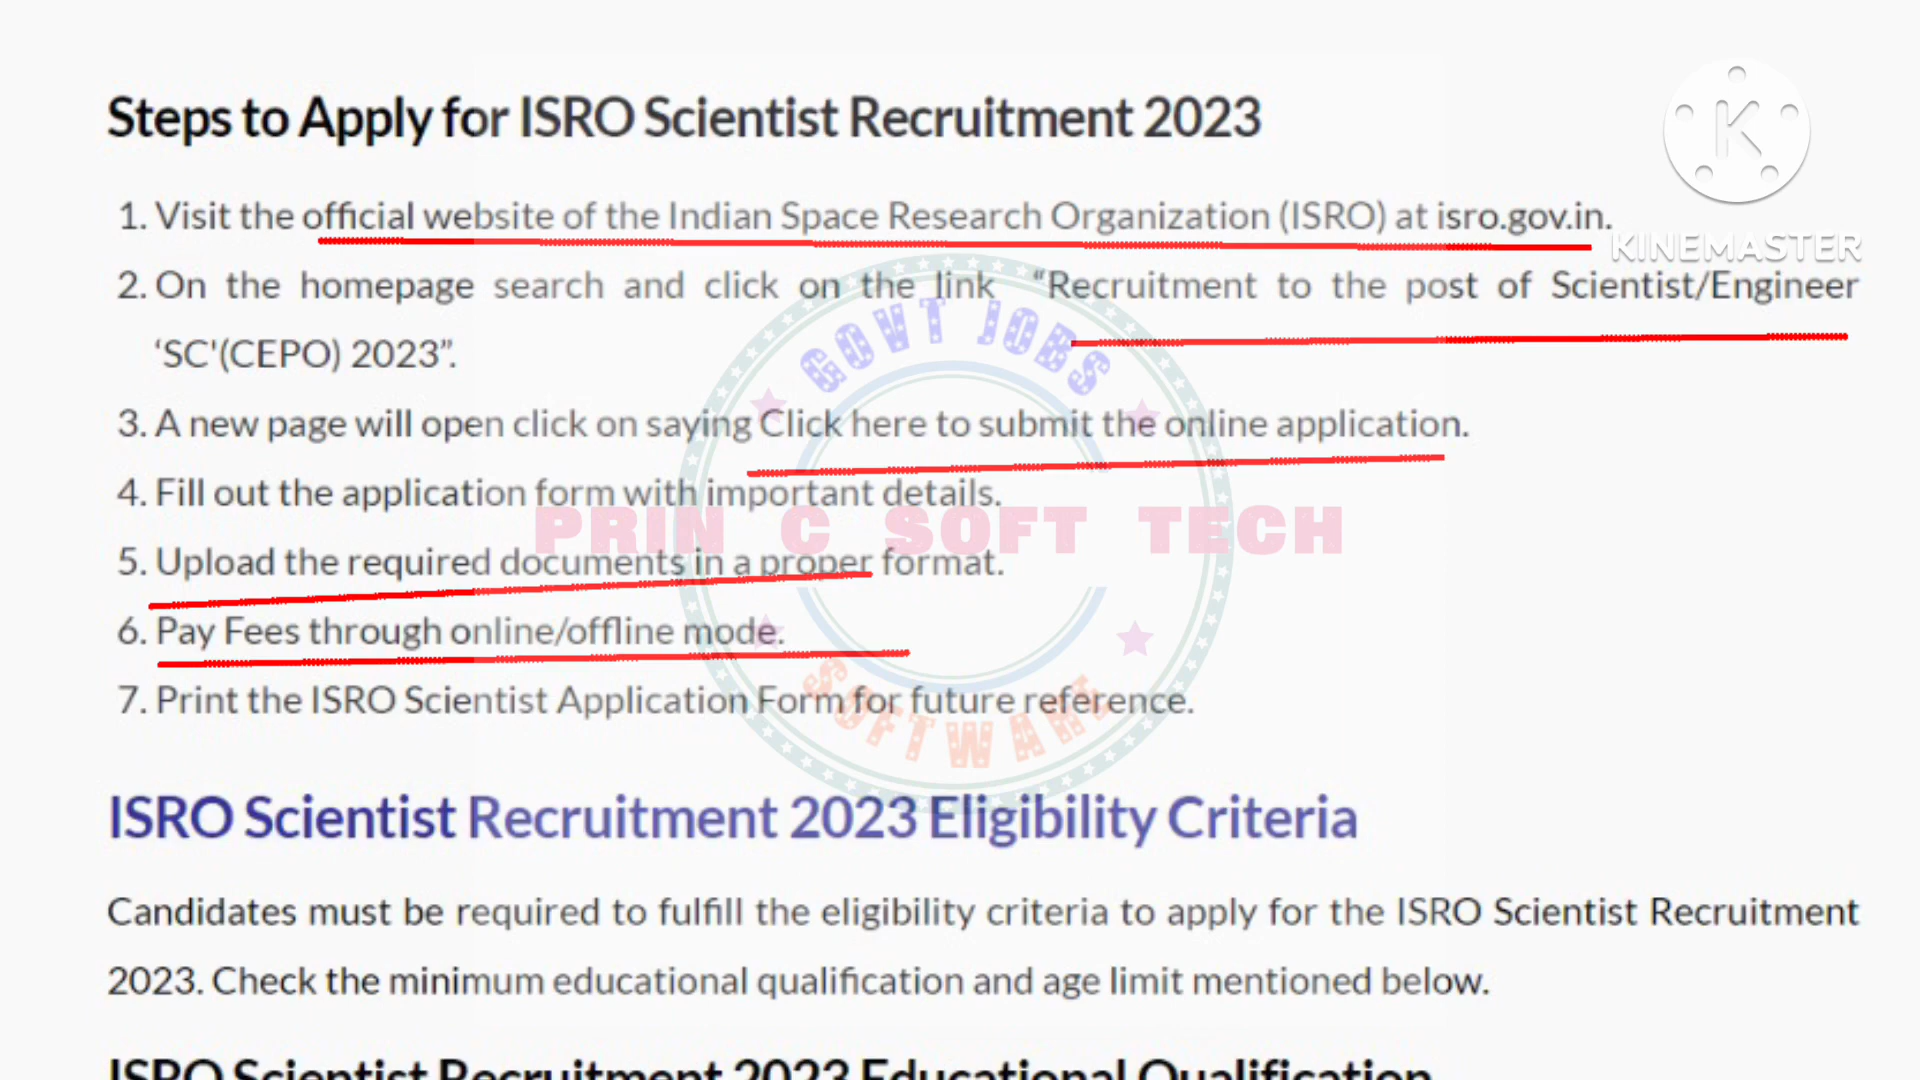 Steps to Apply for ISRO Scientist Recruitment 2023
KINEMASTER
1. Visit the official website of the Indian Space Research Organization (ISRO) at isro.gov.in.
2. On the homepage search and click on the link “Recruitment to the post of Scientist/Engineer
‘SC'(CEPO) 2023”.
GOVT JOBS
3. A new page will open click on saying Click here to submit the online application.
4. Fill out the application form with important details.
PRIN C SOFT TECH
5. Upload the required documents in a proper format.
6. Pay Fees through online/offline mode.
7. Print the ISRO Scientist Application Form for future reference.
SOFTWARE
ISRO Scientist Recruitment 2023 Eligibility Criteria
Candidates must be required to fulfill the eligibility criteria to apply for the ISRO Scientist Recruitment
2023. Check the minimum educational qualification and age limit mentioned below.
ISRO Scientist Recruitment 2023 Educational Qualification